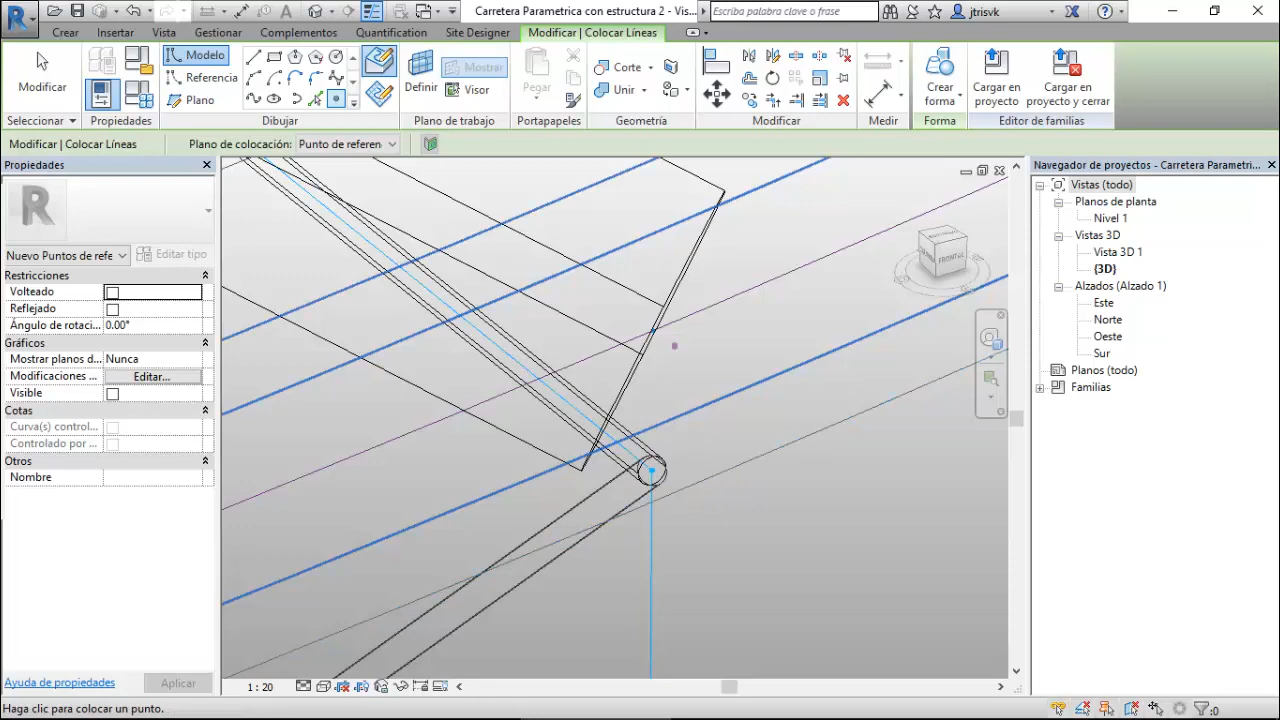 Carretera Parametrica con estructura 2 - Vis...
Escriba palabra clave o frase
jtrisvk
Crear
Insertar
Vista
Gestionar
Complementos
Quantification
Site Designer
Modificar | Colocar Líneas
Modificar
Modelo
Referencia
Plano
Definir
Mostrar
Visor
Pegar
Corte
Unir
Crear forma
Cargar en proyecto
Cargar en proyecto y cerrar
Seleccionar
Propiedades
Dibujar
Plano de trabajo
Portapapeles
Geometría
Modificar
Medir
Forma
Editor de familias
Modificar | Colocar Líneas
Plano de colocación:
Punto de referen
Propiedades
Nuevo Puntos de refe
Editar tipo
Restricciones
Volteado
Reflejado
Ángulo de rotaci...
0.00°
Gráficos
Mostrar planos d...
Nunca
Modificaciones ...
Editar...
Visible
Cotas
Curva(s) control...
Controlado por ...
Otros
Nombre
Ayuda de propiedades
Aplicar
FRONTAL
1 : 20
Navegador de proyectos - Carretera Parametri...
Vistas (todo)
Planos de planta
Nivel 1
Vistas 3D
Vista 3D 1
{3D}
Alzados (Alzado 1)
Este
Norte
Oeste
Sur
Planos (todo)
Familias
Haga clic para colocar un punto.
:0